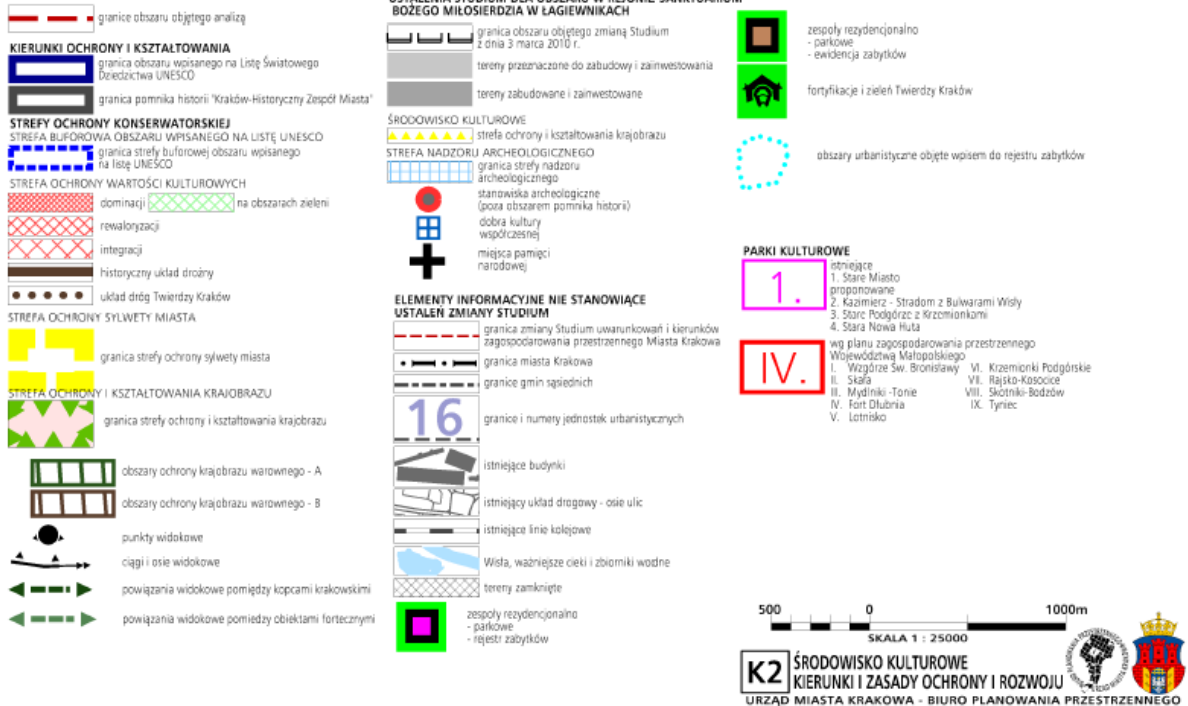 granice obszaru objętego analizą
KIERUNKI OCHRONY I KSZTAŁTOWANIA
granica obszaru wpisanego na Listę Światowego
Dziedzictwa UNESCO
granica pomnika historii "Kraków-Historyczny Zespół Miasta"
STREFY OCHRONY KONSERWATORSKIEJ
STREFA BUFOROWA OBSZARU WPISANEGO NA LISTĘ UNESCO
granica strefy buforowej obszaru wpisanego
na listę UNESCO
STREFA OCHRONY WARTOŚCI KULTUROWYCH
dominacji
na obszarach zieleni
rewaloryzacji
integracji
historyczny układ drożny
układ dróg Twierdzy Kraków
STREFA OCHRONY SYLWETY MIASTA
granica strefy ochrony sylwety miasta
STREFA OCHRONY I KSZTAŁTOWANIA KRAJOBRAZU
granica strefy ochrony i kształtowania krajobrazu
obszary ochrony krajobrazu warownego - A
obszary ochrony krajobrazu warownego - B
punkty widokowe
ciągi i osie widokowe
powiązania widokowe pomiędzy kopcami krakowskimi
powiązania widokowe pomiedzy obiektami fortecznymi
USTALENIA STUDIUM DLA OBSZARU W REJONIE SANKTUARIUM
BOŻEGO MIŁOSIERDZIA W ŁAGIEWNIKACH
granica obszaru objętego zmianą Studium
z dnia 3 marca 2010 r.
tereny przeznaczone do zabudowy i zainwestowania
tereny zabudowane i zainwestowane
ŚRODOWISKO KULTUROWE
strefa ochrony i kształtowania krajobrazu
STREFA NADZORU ARCHEOLOGICZNEGO
granica strefy nadzoru
archeologicznego
stanowiska archeologiczne
(poza obszarem pomnika historii)
dobra kultury
współczesnej
miejsca pamięci
narodowej
ELEMENTY INFORMACYJNE NIE STANOWIĄCE
USTALEŃ ZMIANY STUDIUM
granica zmiany Studium uwarunkowań i kierunków
zagospodarowania przestrzennego Miasta Krakowa
granica miasta Krakowa
granice gmin sąsiednich
16
granice i numery jednostek urbanistycznych
istniejące budynki
istniejący układ drogowy - osie ulic
istniejące linie kolejowe
Wisła, ważniejsze cieki i zbiorniki wodne
tereny zamknięte
zespoły rezydencjonalno
- parkowe
- rejestr zabytków
zespoły rezydencjonalno
- parkowe
- ewidencja zabytków
fortyfikacje i zieleń Twierdzy Kraków
obszary urbanistyczne objęte wpisem do rejestru zabytków
PARKI KULTUROWE
1.
istniejące
1. Stare Miasto
proponowane
2. Kazimierz - Stradom z Bulwarami Wisły
3. Stare Podgórze z Krzemionkami
4. Stara Nowa Huta
IV.
wg planu zagospodarowania przestrzennego
Województwa Małopolskiego
I. Wzgórze Św. Bronisławy VI. Krzemionki Podgórskie
II. Skała VII. Rajsko-Kosocice
III. Mydlniki -Tonie VIII. Skotniki-Bodzów
IV. Fort Dłubnia IX. Tyniec
V. Lotnisko
500 0 1000m
SKALA 1 : 25000
K2
ŚRODOWISKO KULTUROWE
KIERUNKI I ZASADY OCHRONY I ROZWOJU
URZĄD MIASTA KRAKOWA - BIURO PLANOWANIA PRZESTRZENNEGO